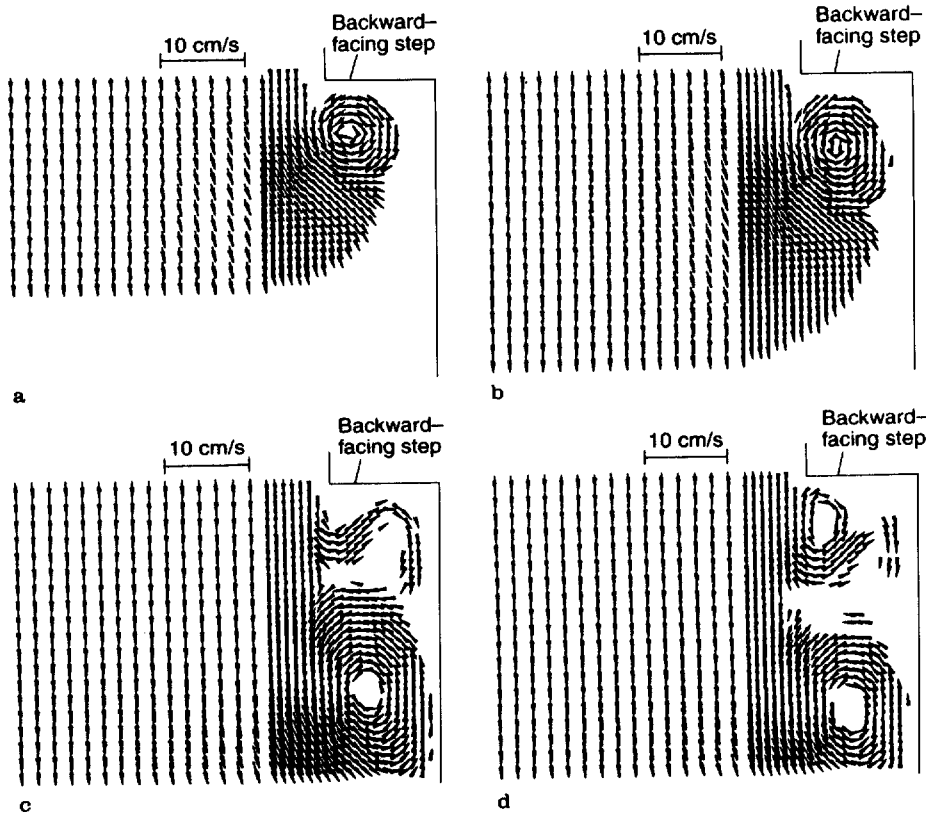 Backward–
facing step
10 cm/s
Backward–
facing step
10 cm/s
a
b
Backward–
facing step
10 cm/s
Backward–
facing step
10 cm/s
c
d